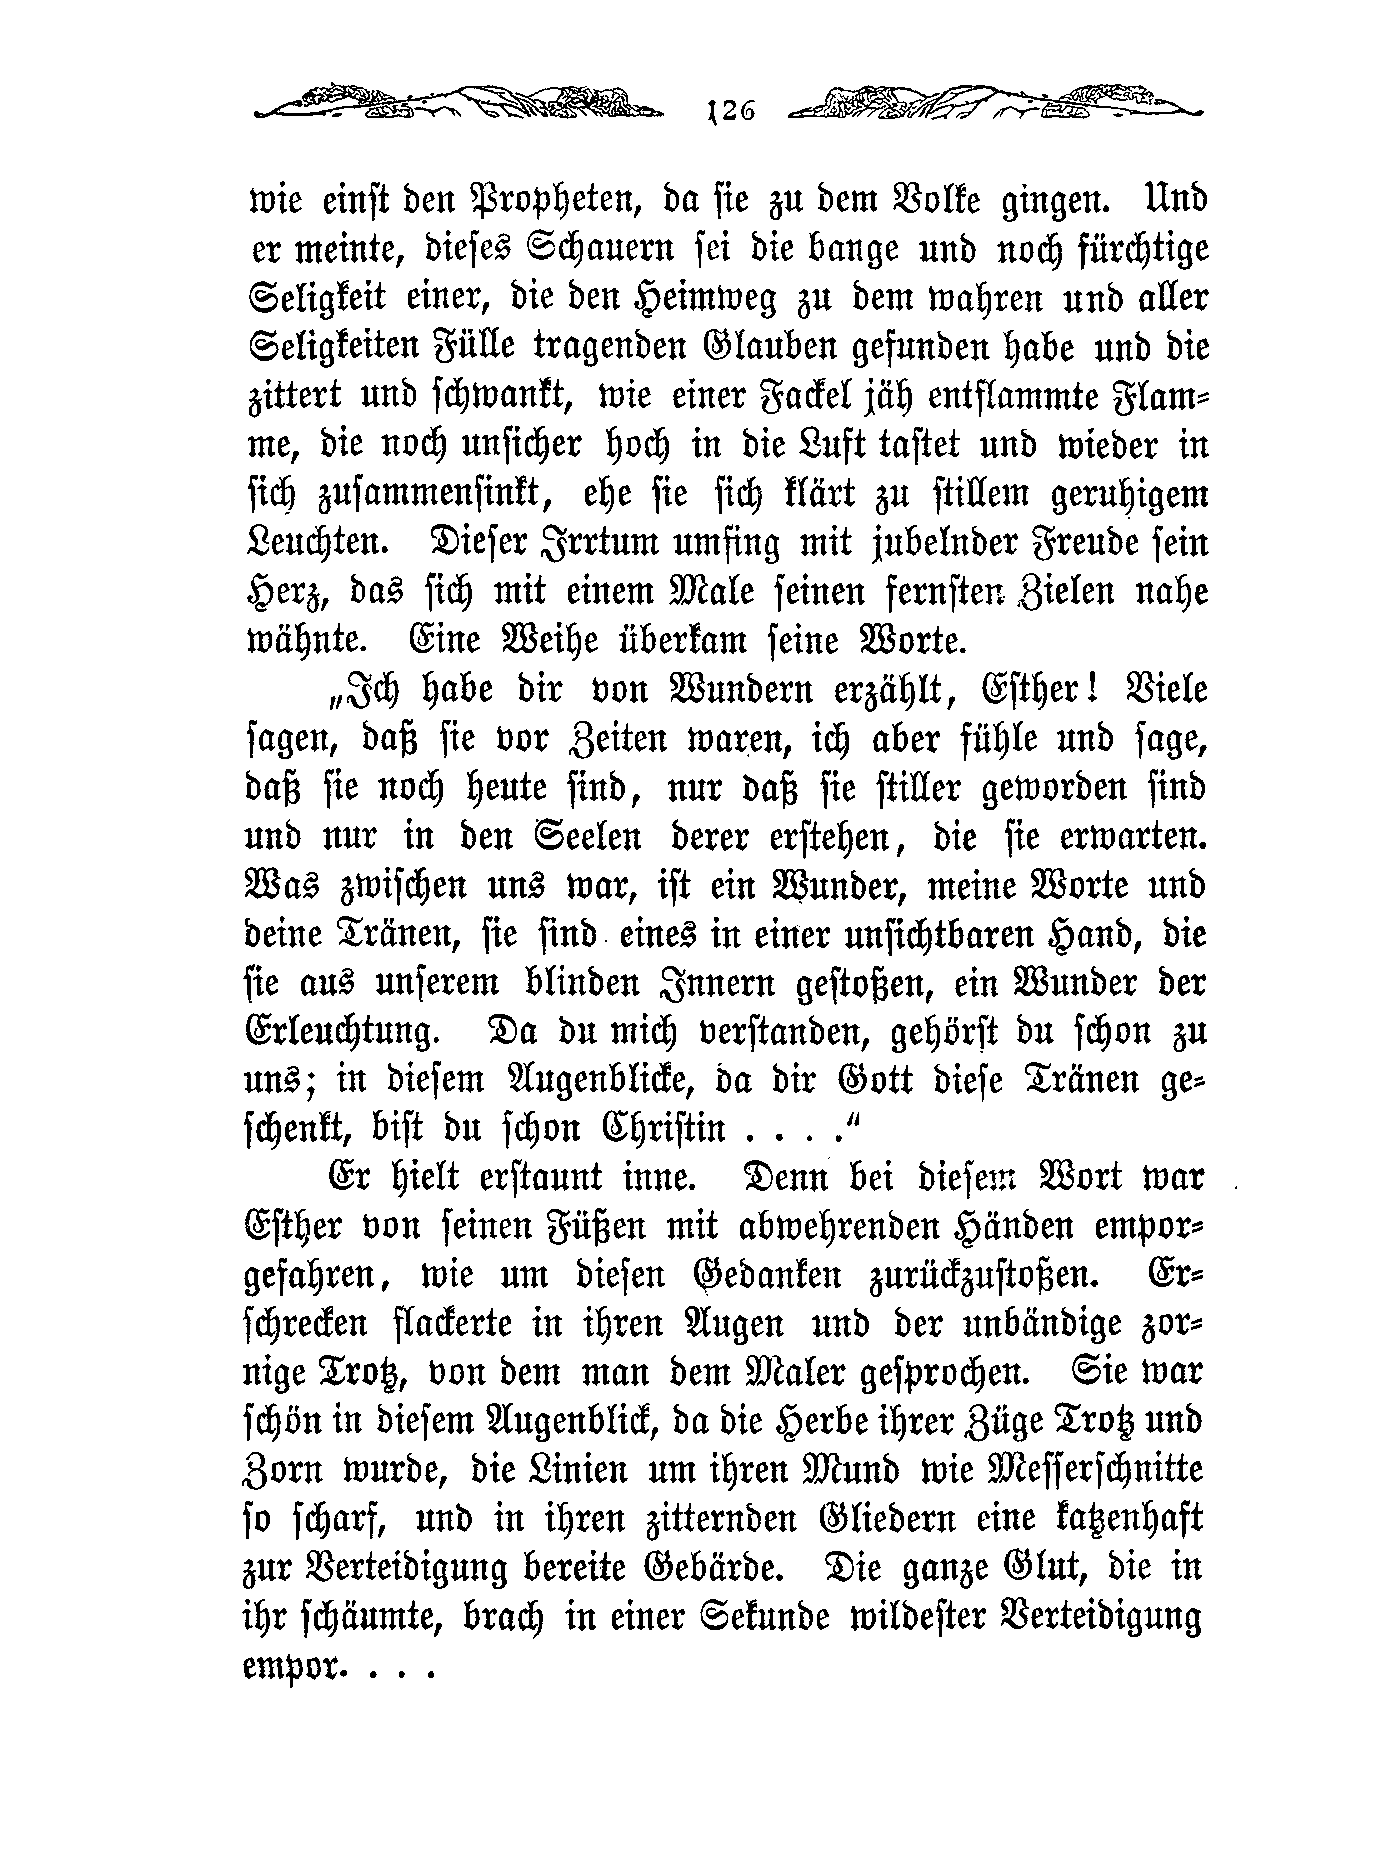 126
wie einst den Propheten, da sie zu dem Volke gingen. Und
er meinte, dieses Schauern sei die bange und noch fürchtige
Seligkeit einer, die den Heimweg zu dem wahren und aller
Seligkeiten Fülle tragenden Glauben gefunden habe und die
zittert und schwankt, wie einer Fackel jäh entflammte Flam-
me, die noch unsicher hoch in die Luft tastet und wieder in
sich zusammensinkt, ehe sie sich klärt zu stillem geruhigem
Leuchten. Dieser Irrtum umfing mit jubelnder Freude sein
Herz, das sich mit einem Male seinen fernsten Zielen nahe
wähnte. Eine Weihe überkam seine Worte.
„Ich habe dir von Wundern erzählt, Esther! Viele
sagen, daß sie vor Zeiten waren, ich aber fühle und sage,
daß sie noch heute sind, nur daß sie stiller geworden sind
und nur in den Seelen derer erstehen, die sie erwarten.
Was zwischen uns war, ist ein Wunder, meine Worte und
deine Tränen, sie sind eines in einer unsichtbaren Hand, die
sie aus unserem blinden Innern gestoßen, ein Wunder der
Erleuchtung. Da du mich verstanden, gehörst du schon zu
uns; in diesem Augenblicke, da dir Gott diese Tränen ge-
schenkt, bist du schon Christin . . . .“
Er hielt erstaunt inne. Denn bei diesem Wort war
Esther von seinen Füßen mit abwehrenden Händen empor-
gefahren, wie um diesen Gedanken zurückzustoßen. Er-
schrecken flackerte in ihren Augen und der unbändige zor-
nige Trotz, von dem man dem Maler gesprochen. Sie war
schön in diesem Augenblick, da die Herbe ihrer Züge Trotz und
Zorn wurde, die Linien um ihren Mund wie Messerschnitte
so scharf, und in ihren zitternden Gliedern eine katzenhaft
zur Verteidigung bereite Gebärde. Die ganze Glut, die in
ihr schäumte, brach in einer Sekunde wildester Verteidigung
empor. . . .